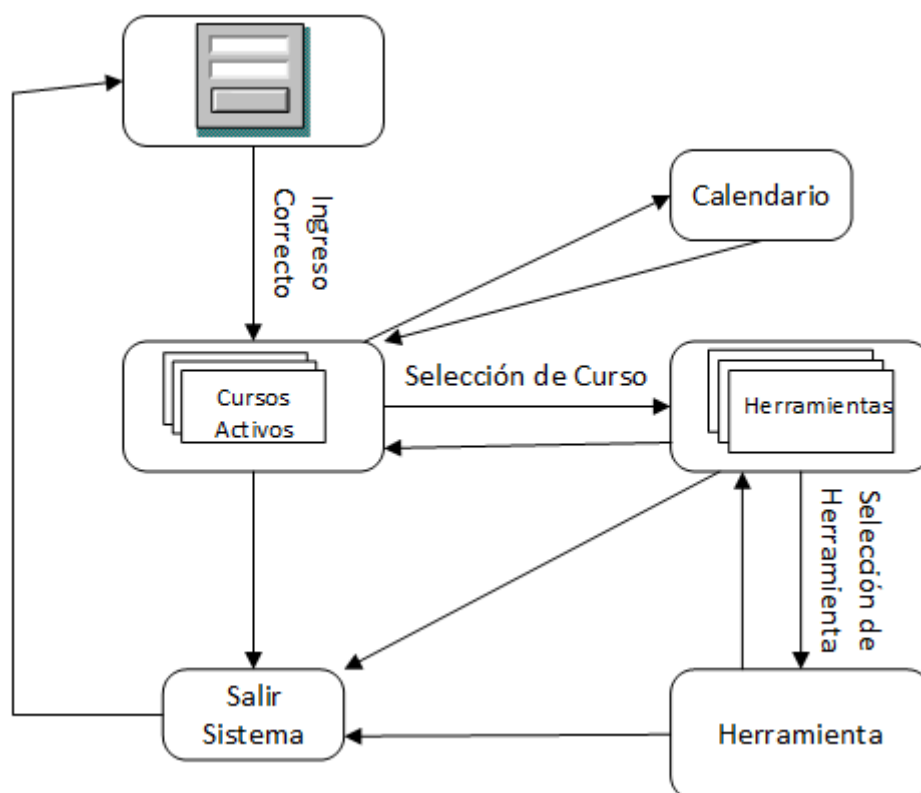 Ingreso
Correcto
Calendario
Selección de Curso
Cursos
Activos
Herramientas
Selección de
Herramienta
Salir
Sistema
Herramienta